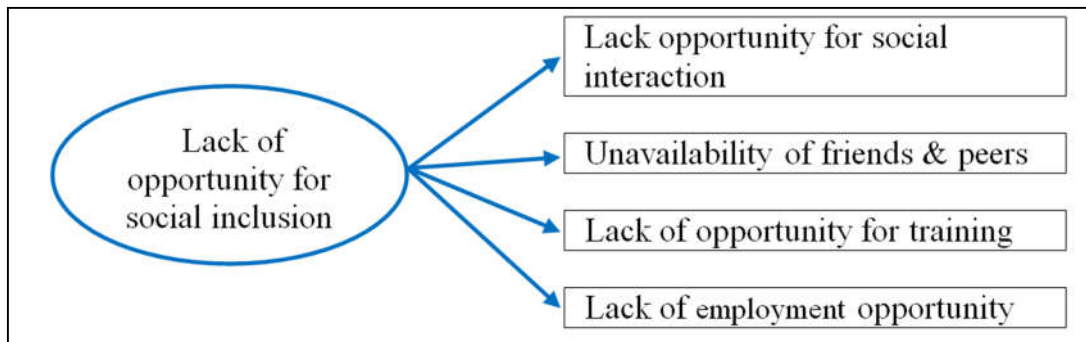 Lack of
opportunity for
social inclusion
Lack opportunity for social
interaction
Unavailability of friends & peers
Lack of opportunity for training
Lack of employment opportunity